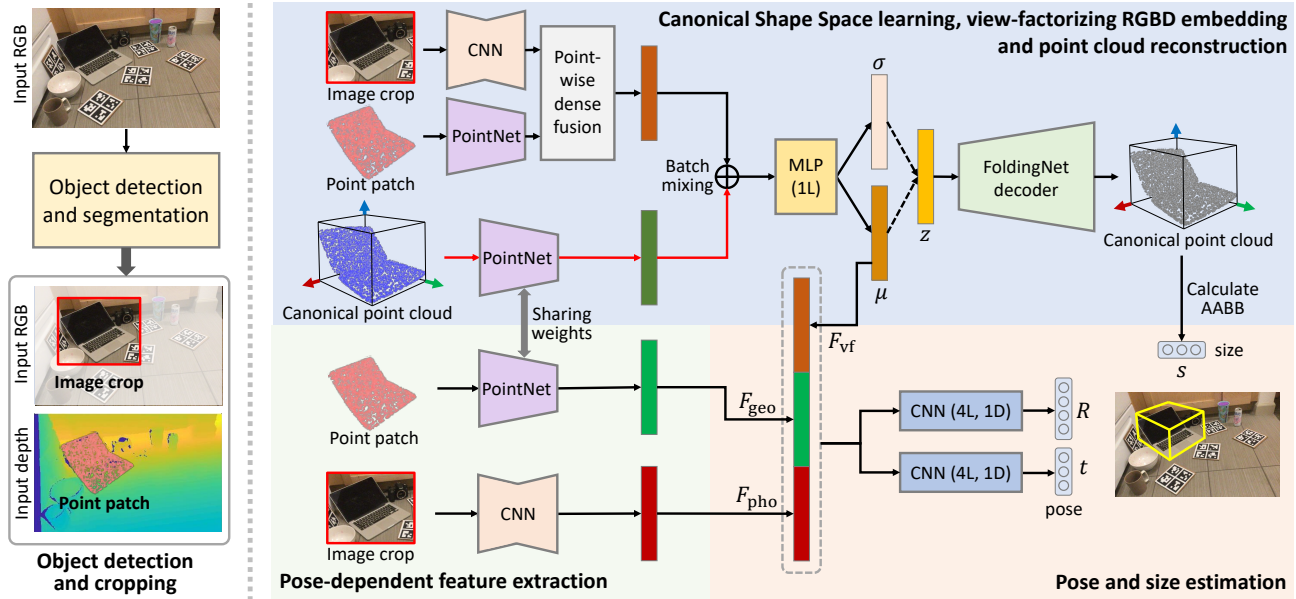 Input RGB
Object detection
and segmentation
Input RGB
Image crop
Input depth
Point patch
Object detection
and cropping
Canonical Shape Space learning, view-factorizing RGBD embedding
and point cloud reconstruction
Image crop
CNN
Point-
wise
dense
fusion
Point patch
PointNet
Batch
mixing
MLP
(1L)
σ
μ
z
FoldingNet
decoder
Canonical point cloud
Canonical point cloud
PointNet
Sharing
weights
Calculate
AABB
size
s
F_vf
Point patch
PointNet
F_geo
Image crop
CNN
F_pho
CNN (4L, 1D)
R
CNN (4L, 1D)
t
pose
Pose-dependent feature extraction
Pose and size estimation